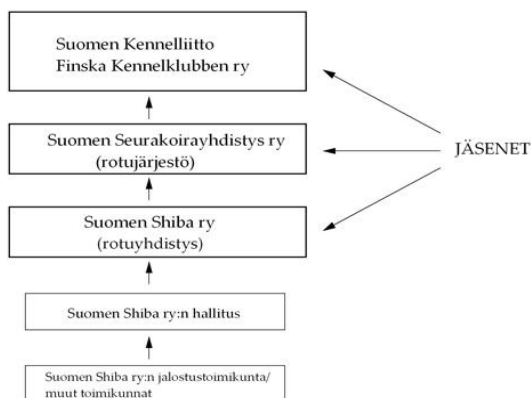 Suomen Kennelliitto
Finska Kennelklubben ry
Suomen Seurakoirayhdistys ry
(rotujärjestö)
JÄSENET
Suomen Shiba ry
(rotuyhdistys)
Suomen Shiba ry:n hallitus
Suomen Shiba ry:n jalostustoimikunta/
muut toimikunnat